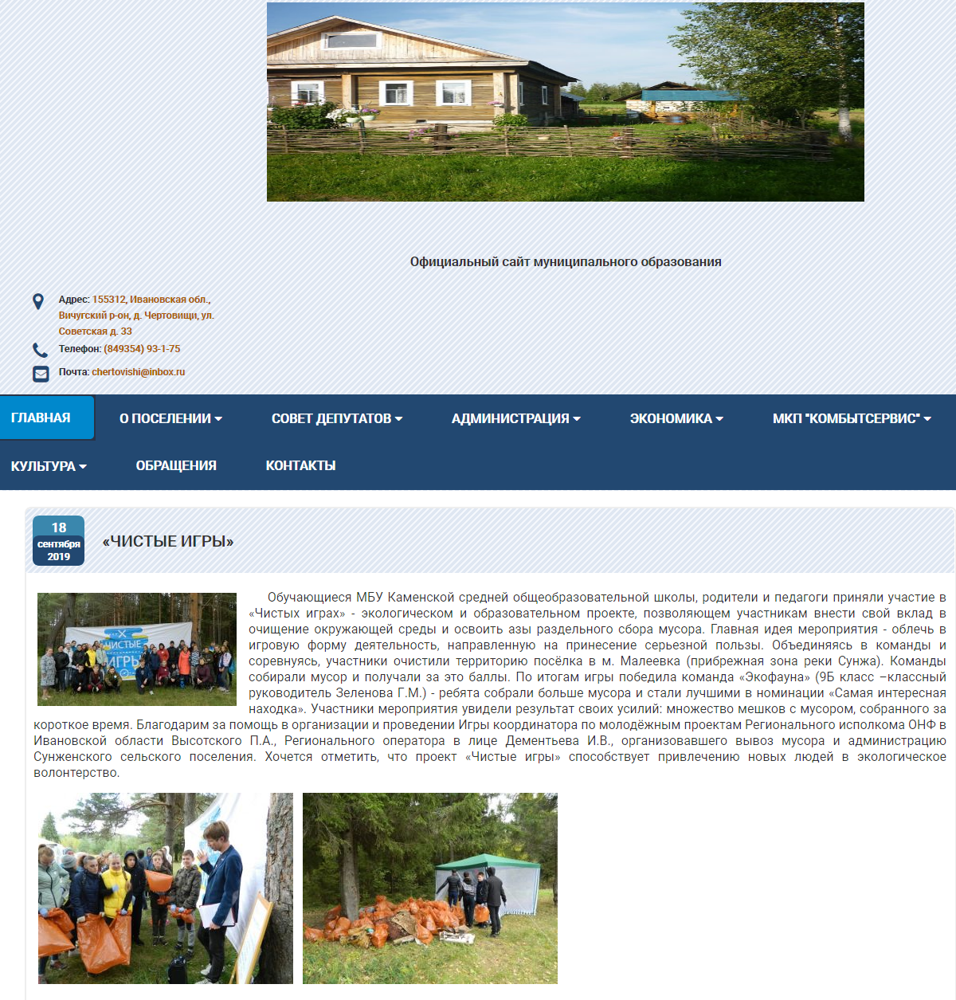 Официальный сайт муниципального образования
Адрес: 155312, Ивановская обл.,
Вичугский р-он, д. Чертовищи, ул.
Советская д. 33
Телефон: (849354) 93-1-75
Почта: chertovishi@inbox.ru
ГЛАВНАЯ О ПОСЕЛЕНИИ СОВЕТ ДЕПУТАТОВ АДМИНИСТРАЦИЯ ЭКОНОМИКА МКП "КОМБЫТСЕРВИС"
КУЛЬТУРА ОБРАЩЕНИЯ КОНТАКТЫ
18
сентября
2019
«ЧИСТЫЕ ИГРЫ»
ЧИСТЫЕ
ИГРЫ
Обучающиеся МБУ Каменской средней общеобразовательной школы, родители и педагоги приняли участие в
«Чистых играх» - экологическом и образовательном проекте, позволяющем участникам внести свой вклад в
очищение окружающей среды и освоить азы раздельного сбора мусора. Главная идея мероприятия - облечь в
игровую форму деятельность, направленную на принесение серьезной пользы. Объединяясь в команды и
соревнуясь, участники очистили территорию посёлка в м. Малеевка (прибрежная зона реки Сунжа). Команды
собирали мусор и получали за это баллы. По итогам игры победила команда «Экофауна» (9Б класс –классный
руководитель Зеленова Г.М.) - ребята собрали больше мусора и стали лучшими в номинации «Самая интересная
находка». Участники мероприятия увидели результат своих усилий: множество мешков с мусором, собранного за
короткое время. Благодарим за помощь в организации и проведении Игры координатора по молодёжным проектам Регионального исполкома ОНФ в
Ивановской области Высотского П.А., Регионального оператора в лице Дементьева И.В., организовавшего вывоз мусора и администрацию
Сунженского сельского поселения. Хочется отметить, что проект «Чистые игры» способствует привлечению новых людей в экологическое
волонтерство.